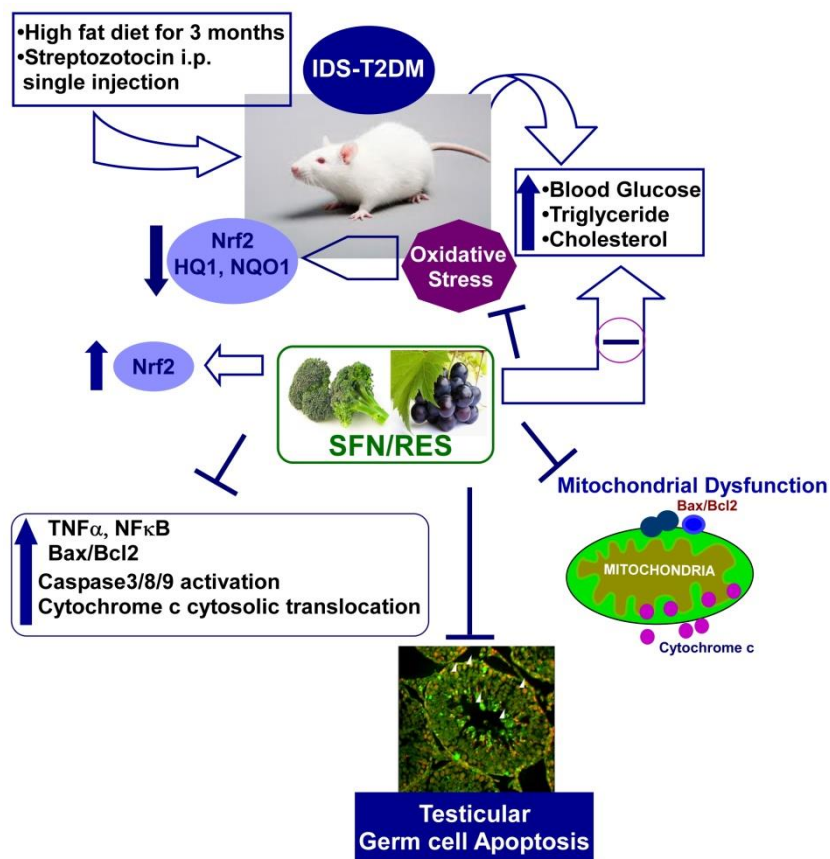 •High fat diet for 3 months
•Streptozotocin i.p.
single injection
IDS-T2DM
•Blood Glucose
•Triglyceride
•Cholesterol
Nrf2
HQ1, NQO1
Oxidative
Stress
Nrf2
SFN/RES
Mitochondrial Dysfunction
Bax/Bcl2
MITOCHONDRIA
Cytochrome c
TNFα, NFκB
Bax/Bcl2
Caspase3/8/9 activation
Cytochrome c cytosolic translocation
Testicular
Germ cell Apoptosis